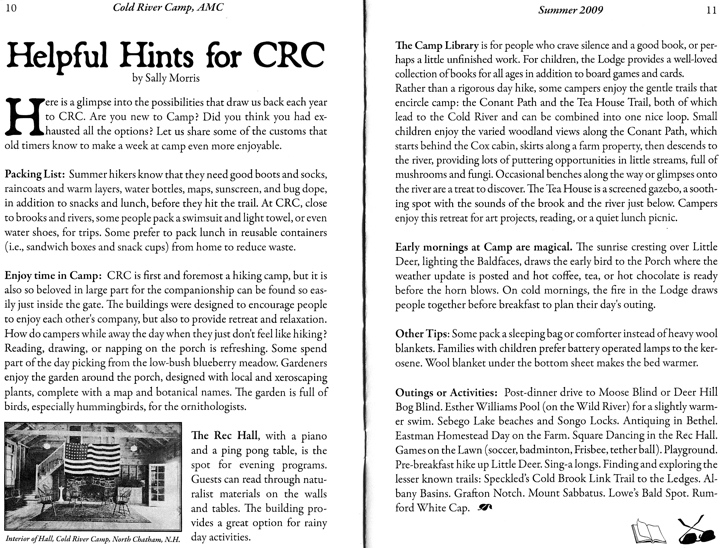 10
Cold River Camp, AMC
Helpful Hints for CRC
by Sally Morris
Here is a glimpse into the possibilities that draw us back each year
to CRC. Are you new to Camp? Did you think you had ex-
hausted all the options? Let us share some of the customs that
old timers know to make a week at camp even more enjoyable.
Packing List: Summer hikers know that they need good boots and socks,
raincoats and warm layers, water bottles, maps, sunscreen, and bug dope,
in addition to snacks and lunch, before they hit the trail. At CRC, close
to brooks and rivers, some people pack a swimsuit and light towel, or even
water shoes, for trips. Some prefer to pack lunch in reusable containers
(i.e., sandwich boxes and snack cups) from home to reduce waste.
Enjoy time in Camp: CRC is first and foremost a hiking camp, but it is
also so beloved in large part for the companionship can be found so eas-
ily just inside the gate. The buildings were designed to encourage people
to enjoy each other's company, but also to provide retreat and relaxation.
How do campers while away the day when they just don't feel like hiking?
Reading, drawing, or napping on the porch is refreshing. Some spend
part of the day picking from the low-bush blueberry meadow. Gardeners
enjoy the garden around the porch, designed with local and xeroscaping
plants, complete with a map and botanical names. The garden is full of
birds, especially hummingbirds, for the ornithologists.
The Rec Hall, with a piano
and a ping pong table, is the
spot for evening programs.
Guests can read through natu-
ralist materials on the walls
and tables. The building pro-
vides a great option for rainy
day activities.
Interior of Hall, Cold River Camp, North Chatham, N.H.
Summer 2009
11
The Camp Library is for people who crave silence and a good book, or per-
haps a little unfinished work. For children, the Lodge provides a well-loved
collection of books for all ages in addition to board games and cards.
Rather than a rigorous day hike, some campers enjoy the gentle trails that
encircle camp: the Conant Path and the Tea House Trail, both of which
lead to the Cold River and can be combined into one nice loop. Small
children enjoy the varied woodland views along the Conant Path, which
starts behind the Cox cabin, skirts along a farm property, then descends to
the river, providing lots of puttering opportunities in little streams, full of
mushrooms and fungi. Occasional benches along the way or glimpses onto
the river are a treat to discover. The Tea House is a screened gazebo, a sooth-
ing spot with the sounds of the brook and the river just below. Campers
enjoy this retreat for art projects, reading, or a quiet lunch picnic.
Early mornings at Camp are magical. The sunrise cresting over Little
Deer, lighting the Baldfaces, draws the early bird to the Porch where the
weather update is posted and hot coffee, tea, or hot chocolate is ready
before the horn blows. On cold mornings, the fire in the Lodge draws
people together before breakfast to plan their day's outing.
Other Tips: Some pack a sleeping bag or comforter instead of heavy wool
blankets. Families with children prefer battery operated lamps to the ker-
osene. Wool blanket under the bottom sheet makes the bed warmer.
Outings or Activities: Post-dinner drive to Moose Blind or Deer Hill
Bog Blind. Esther Williams Pool (on the Wild River) for a slightly warm-
er swim. Sebego Lake beaches and Songo Locks. Antiquing in Bethel.
Eastman Homestead Day on the Farm. Square Dancing in the Rec Hall.
Games on the Lawn (soccer, badminton, Frisbee, tether ball). Playground.
Pre-breakfast hike up Little Deer. Sing-a longs. Finding and exploring the
lesser known trails: Speckled's Cold Brook Link Trail to the Ledges. Al-
bany Basins. Grafton Notch. Mount Sabbatus. Lowe's Bald Spot. Rum-
ford White Cap.